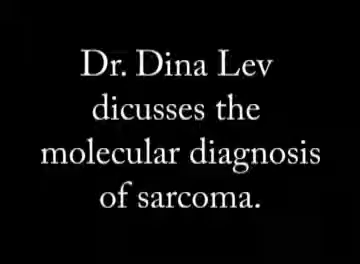 Dr. Dina Lev
dicusses the
molecular diagnosis
of sarcoma.